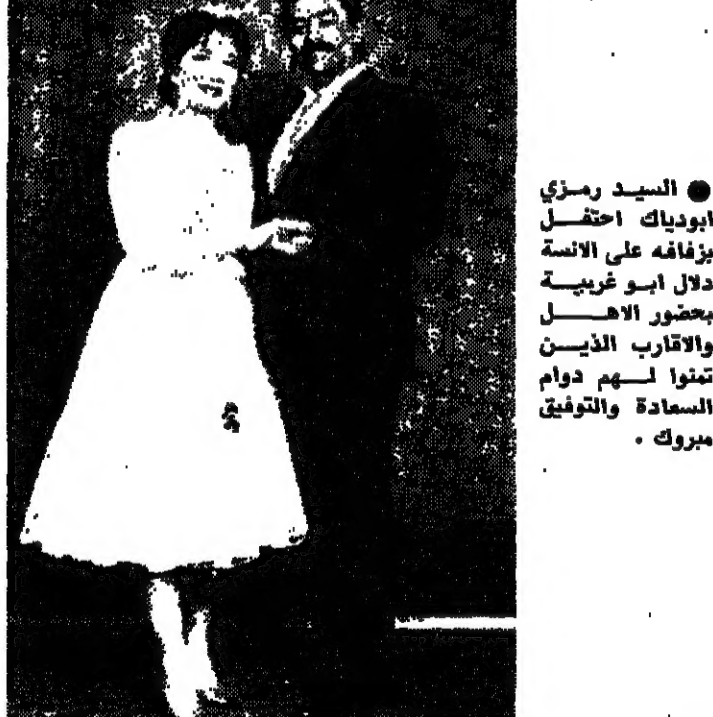 ● السيد رمزي
ابودياك احتفل
بزفافه على الانسة
دلال ابو غريبة
بحضور الاهل
والاقارب الذين
تمنوا لهم دوام
السعادة والتوفيق
مبروك .